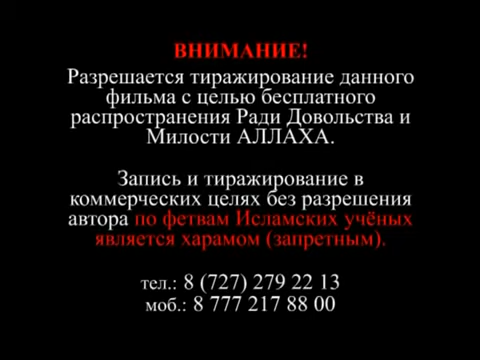 ВНИМАНИЕ!
Разрешается тиражирование данного
фильма с целью бесплатного
распространения Ради Довольства и
Милости АЛЛАХА.
Запись и тиражирование в
коммерческих целях без разрешения
автора по фетвам Исламских учёных
является харамом (запретным).
тел.: 8 (727) 279 22 13
моб.: 8 777 217 88 00